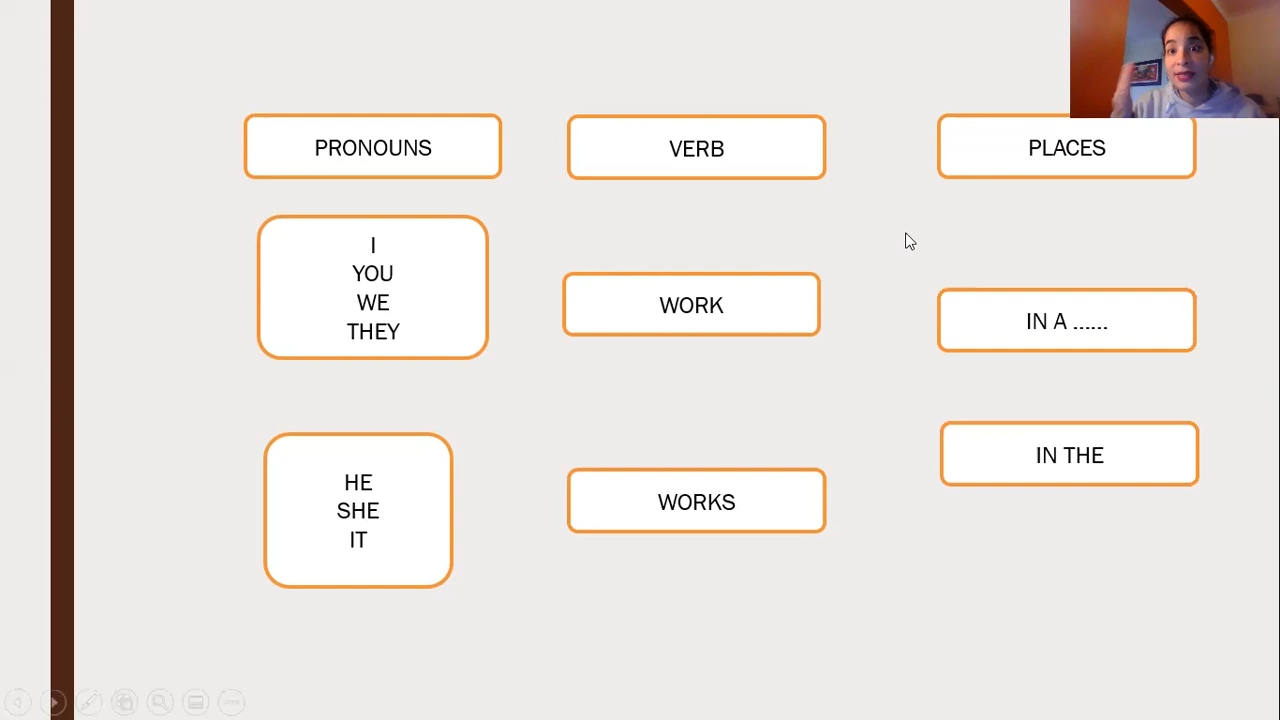 PRONOUNS
VERB
PLACES
I
YOU
WE
THEY
WORK
IN A ......
HE
SHE
IT
WORKS
IN THE